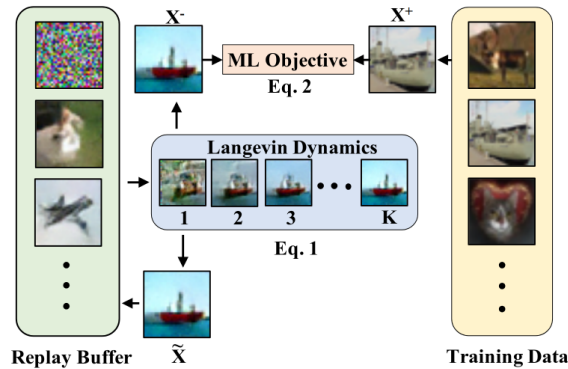 X⁻
X⁺
ML Objective
Eq. 2
Langevin Dynamics
1 2 3 K
Eq. 1
X̃
Replay Buffer
Training Data